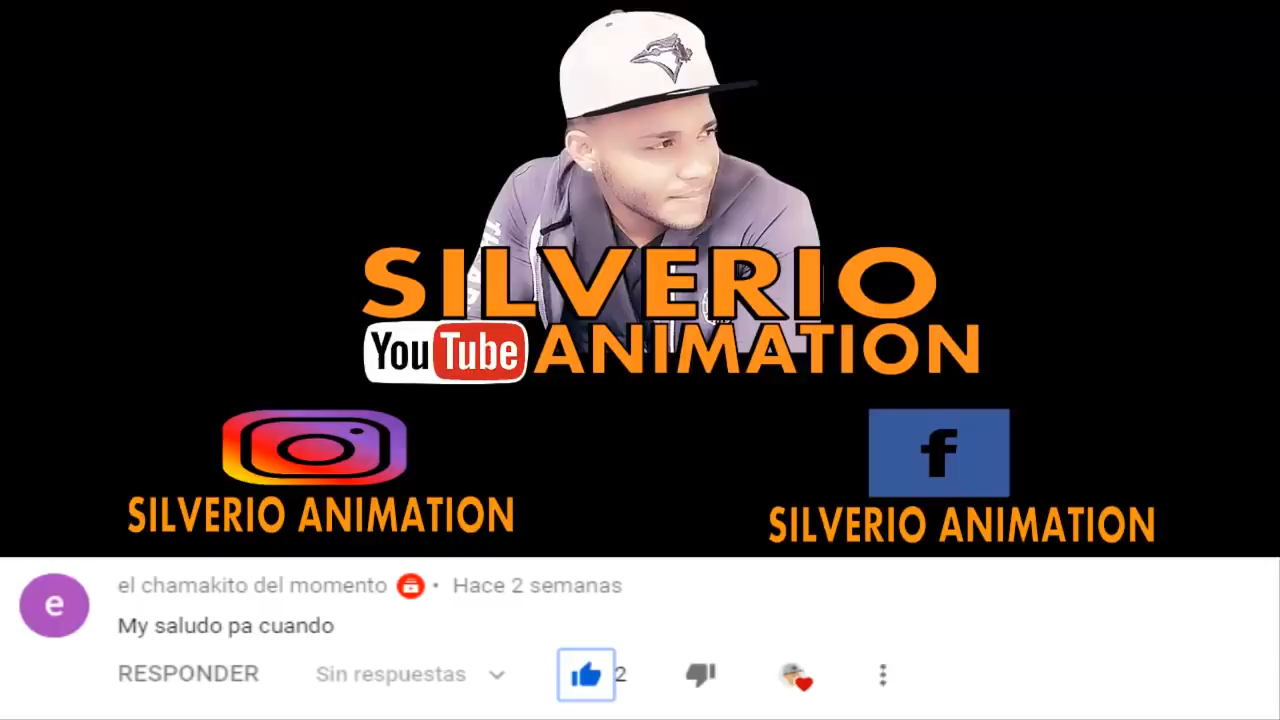 SILVERIO
YouTube ANIMATION
SILVERIO ANIMATION
SILVERIO ANIMATION
e
el chamakito del momento • Hace 2 semanas
My saludo pa cuando
RESPONDER Sin respuestas 2